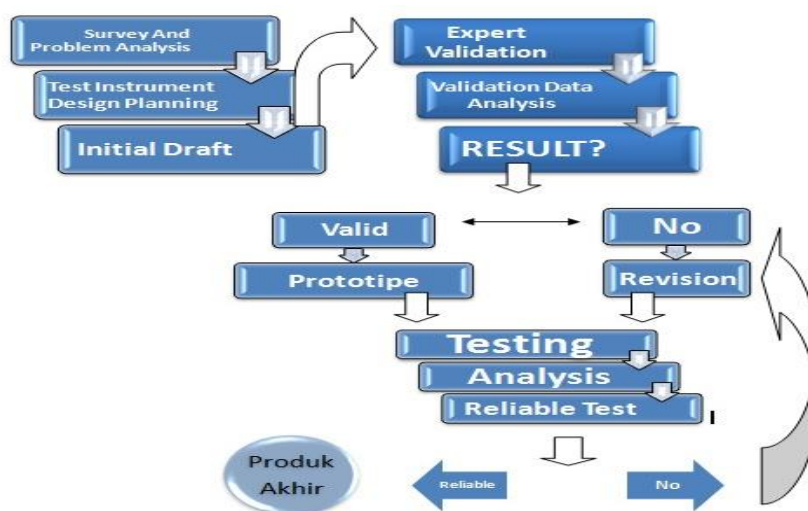 Survey And
Problem Analysis
Test Instrument
Design Planning
Initial Draft
Expert
Validation
Validation Data
Analysis
RESULT?
Valid
No
Prototipe
Revision
Testing
Analysis
Reliable Test
Produk
Akhir
Reliable
No